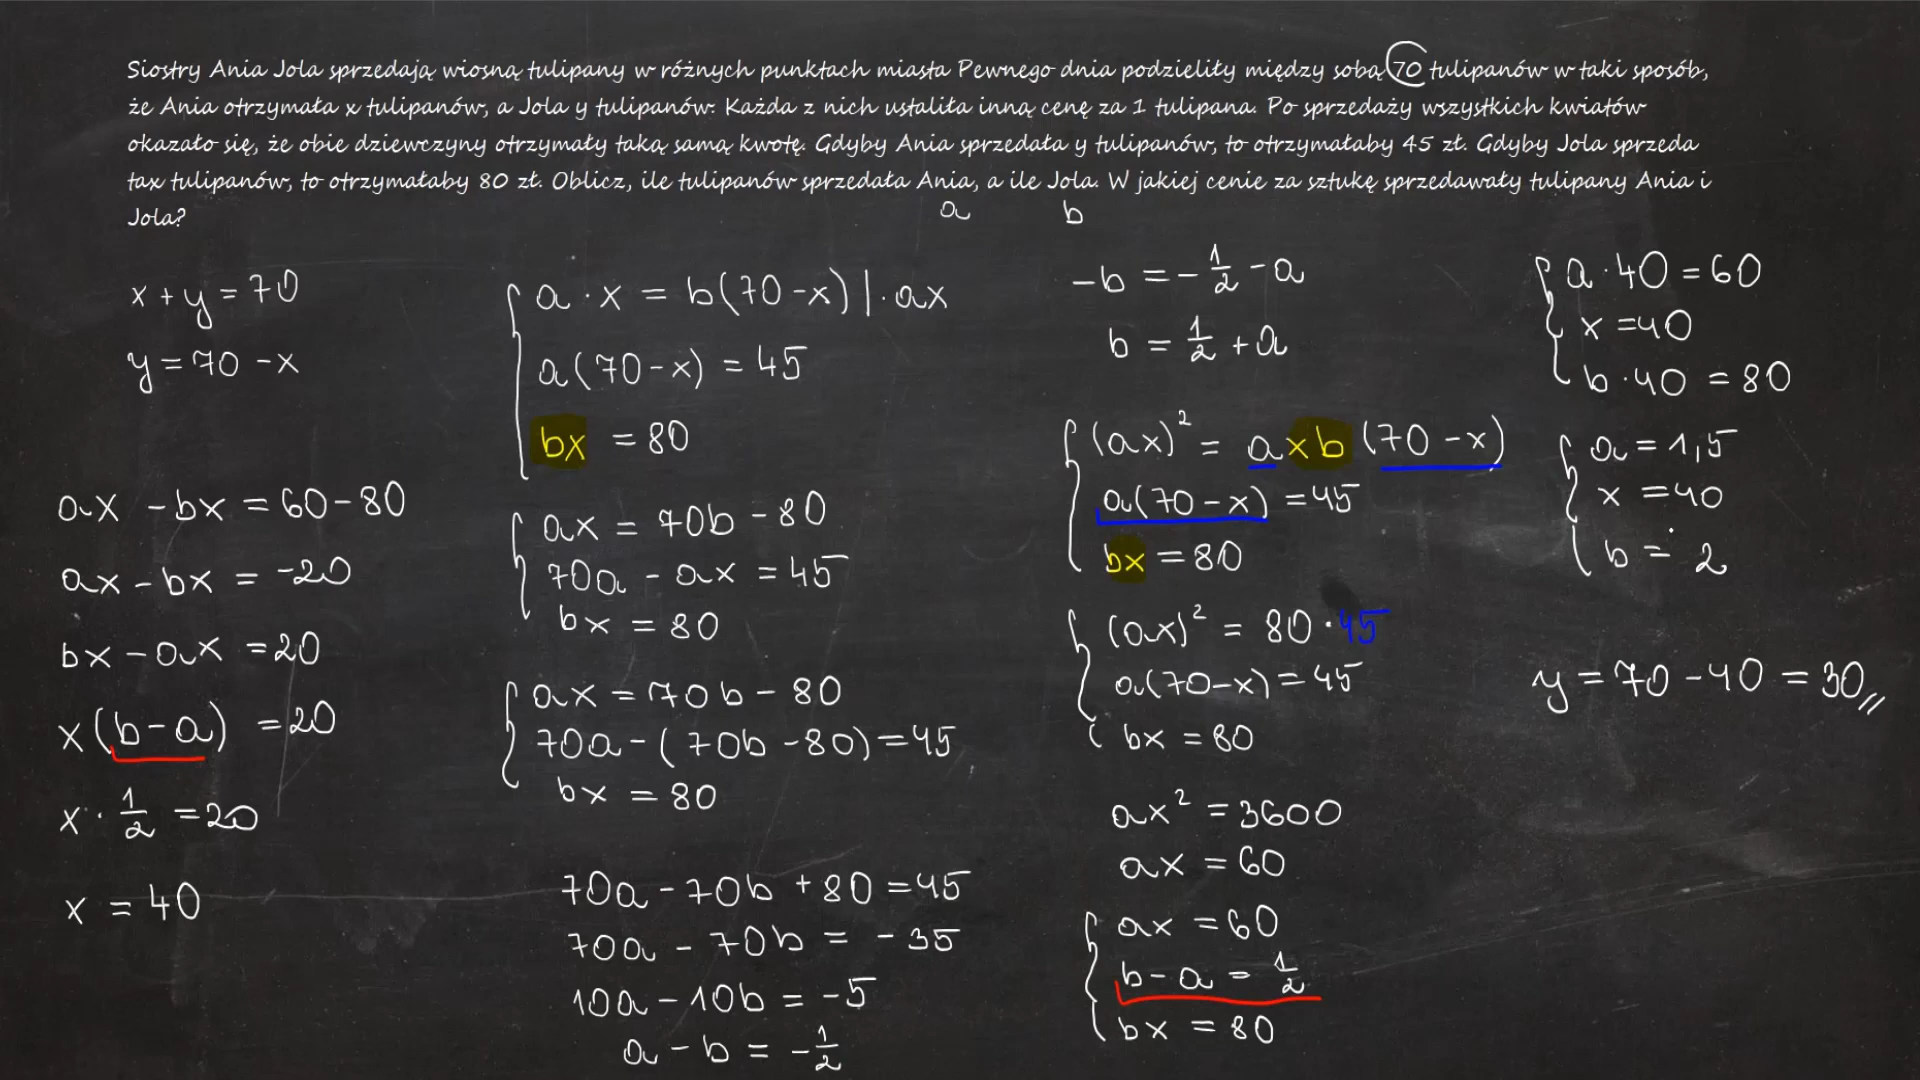 Siostry Ania Jola sprzedają wiosną tulipany w różnych punktach miasta Pewnego dnia podzieliły między sobą 70 tulipanów w taki sposób,
że Ania otrzymała x tulipanów, a Jola y tulipanów. Każda z nich ustaliła inną cenę za 1 tulipana. Po sprzedaży wszystkich kwiatów
okazało się, że obie dziewczyny otrzymały taką samą kwotę. Gdyby Ania sprzedała y tulipanów, to otrzymałaby 45 zł. Gdyby Jola sprzeda
łax tulipanów, to otrzymałaby 80 zł. Oblicz, ile tulipanów sprzedała Ania, a ile Jola. W jakiej cenie za sztukę sprzedawały tulipany Ania i
Jola?
a b
x + y = 70
y = 70 - x
ax - bx = 60 - 80
ax - bx = -20
bx - ax = 20
x(b - a) = 20
x · 1/2 = 20
x = 40
a · x = b(70 - x) | · ax
a(70 - x) = 45
bx = 80
ax = 70b - 80
70a - ax = 45
bx = 80
ax = 70b - 80
70a - (70b - 80) = 45
bx = 80
70a - 70b + 80 = 45
70a - 70b = -35
10a - 10b = -5
a - b = -1/2
-b = -1/2 - a
b = 1/2 + a
(ax)² = axb(70 - x)
a(70 - x) = 45
bx = 80
(ax)² = 80 · 45
a(70 - x) = 45
bx = 80
ax² = 3600
ax = 60
ax = 60
b - a = 1/2
bx = 80
a · 40 = 60
x = 40
b · 40 = 80
a = 1,5
x = 40
b = 2
y = 70 - 40 = 30,,